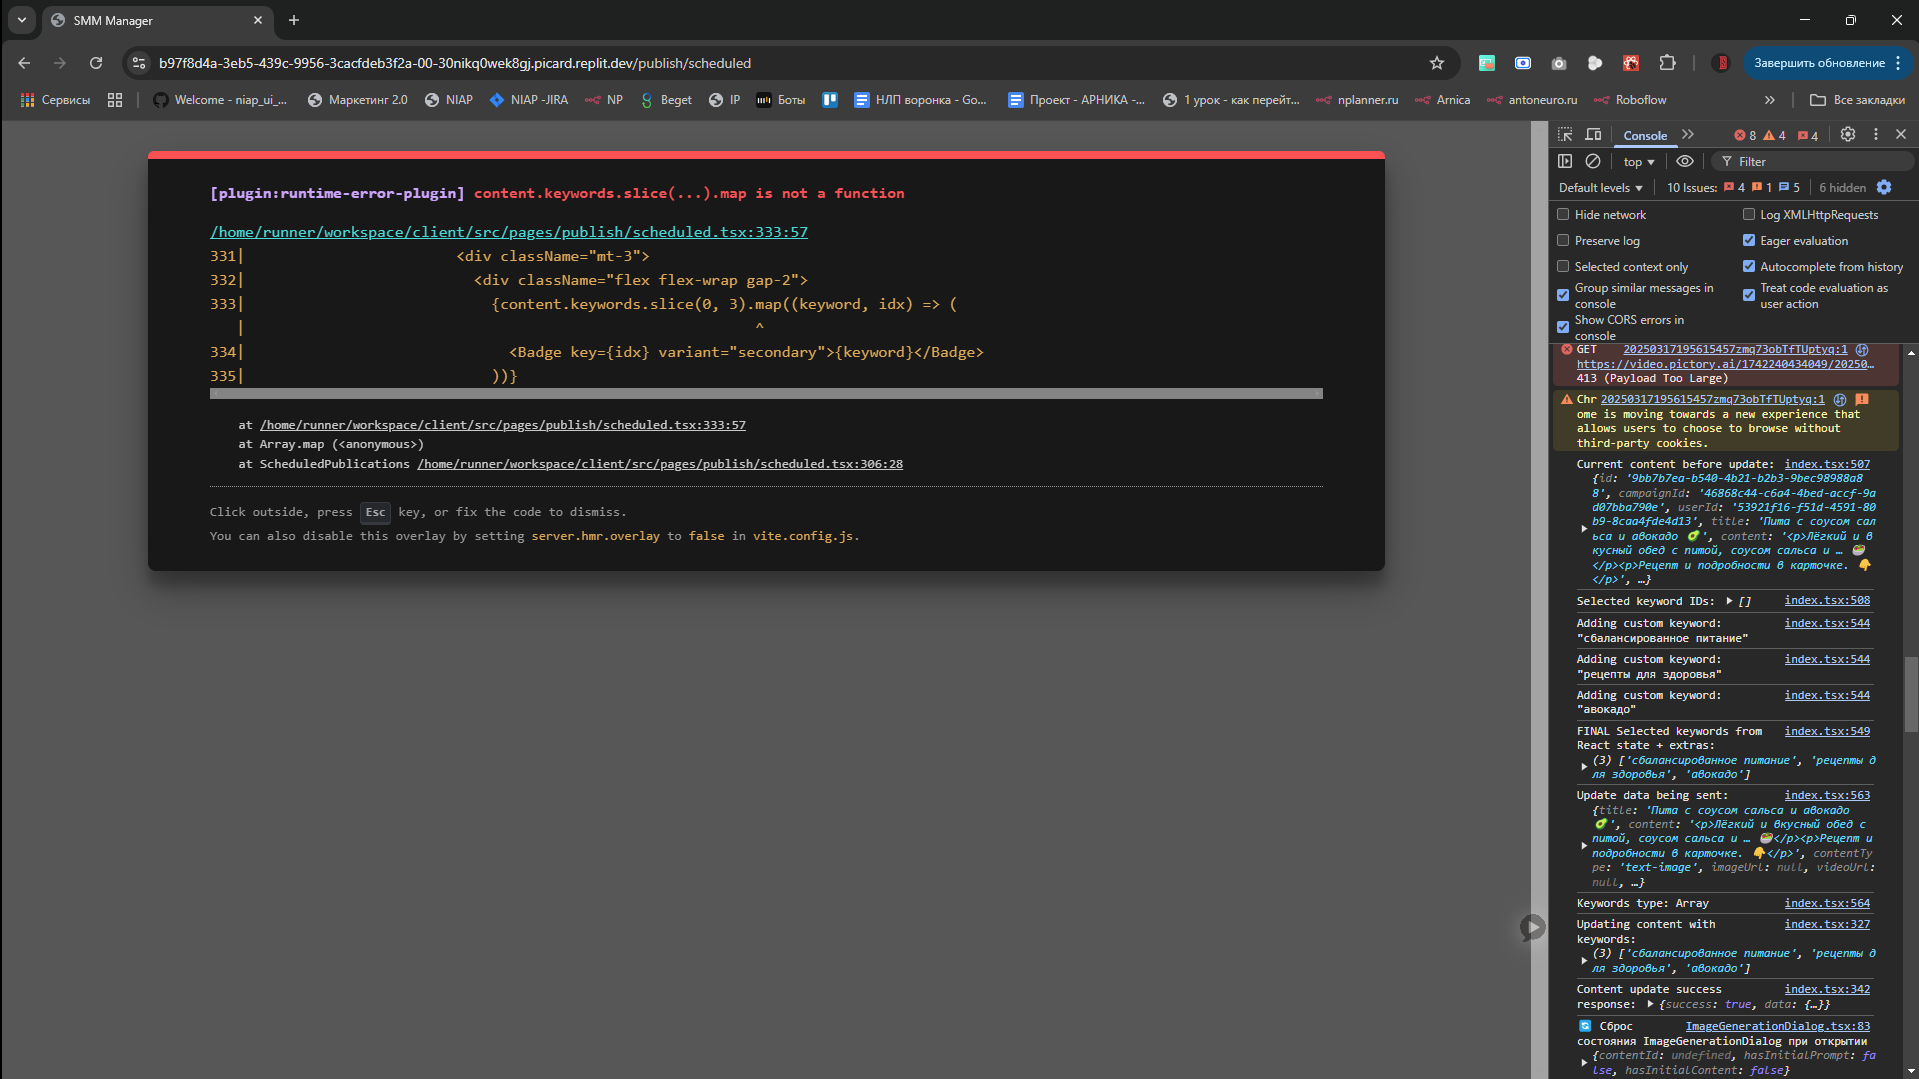 SMM Manager
b97f8d4a-3eb5-439c-9956-3cacfdeb3f2a-00-30nikq0wek8gj.picard.replit.dev/publish/scheduled
Завершить обновление
Сервисы
Welcome - niap_ui_...
Маркетинг 2.0
NIAP
NIAP -JIRA
NP
Beget
IP
Боты
НЛП воронка - Go...
Проект - АРНИКА -...
1 урок - как перейт...
nplanner.ru
Arnica
antoneuro.ru
Roboflow
Все закладки
[plugin:runtime-error-plugin] content.keywords.slice(...).map is not a function
/home/runner/workspace/client/src/pages/publish/scheduled.tsx:333:57
331| <div className="mt-3">
332| <div className="flex flex-wrap gap-2">
333| {content.keywords.slice(0, 3).map((keyword, idx) => (
| ^
334| <Badge key={idx} variant="secondary">{keyword}</Badge>
335| ))}
at /home/runner/workspace/client/src/pages/publish/scheduled.tsx:333:57
at Array.map (<anonymous>)
at ScheduledPublications /home/runner/workspace/client/src/pages/publish/scheduled.tsx:306:28
Click outside, press Esc key, or fix the code to dismiss.
You can also disable this overlay by setting server.hmr.overlay to false in vite.config.js.
Console 8 4 4
top Filter
Default levels 10 Issues: 4 1 5 6 hidden
Hide network Log XMLHttpRequests
Preserve log Eager evaluation
Selected context only Autocomplete from history
Group similar messages in console
Treat code evaluation as user action
Show CORS errors in console
GET 20250317195615457zmq73obTfTUptyq:1
https://video.pictory.ai/1742240434049/20250…
413 (Payload Too Large)
Chr 20250317195615457zmq73obTfTUptyq:1
ome is moving towards a new experience that
allows users to choose to browse without
third-party cookies.
Current content before update: index.tsx:507
{id: '9bb7b7ea-b540-4b21-b2b3-9bec98988a8
8', campaignId: '46868c44-c6a4-4bed-accf-9a
d07bba790e', userId: '53921f16-f51d-4591-80
b9-8caa4fde4d13', title: 'Пита с соусом сал
ьса и авокадо 🥑', content: '<p>Лёгкий и в
кусный обед с питой, соусом сальса и … 🥗
</p><p>Рецепт и подробности в карточке. 👇
</p>', …}
Selected keyword IDs: ▶ [] index.tsx:508
Adding custom keyword: index.tsx:544
"сбалансированное питание"
Adding custom keyword: index.tsx:544
"рецепты для здоровья"
Adding custom keyword: index.tsx:544
"авокадо"
FINAL Selected keywords from index.tsx:549
React state + extras:
(3) ['сбалансированное питание', 'рецепты д
ля здоровья', 'авокадо']
Update data being sent: index.tsx:563
{title: 'Пита с соусом сальса и авокадо
🥑', content: '<p>Лёгкий и вкусный обед с
питой, соусом сальса и … 🥗</p><p>Рецепт и
подробности в карточке. 👇</p>', contentTy
pe: 'text-image', imageUrl: null, videoUrl:
null, …}
Keywords type: Array index.tsx:564
Updating content with index.tsx:327
keywords:
(3) ['сбалансированное питание', 'рецепты д
ля здоровья', 'авокадо']
Content update success index.tsx:342
response: ▶ {success: true, data: {…}}
🔄 Сброс ImageGenerationDialog.tsx:83
состояния ImageGenerationDialog при открытии
{contentId: undefined, hasInitialPrompt: fa
lse, hasInitialContent: false}